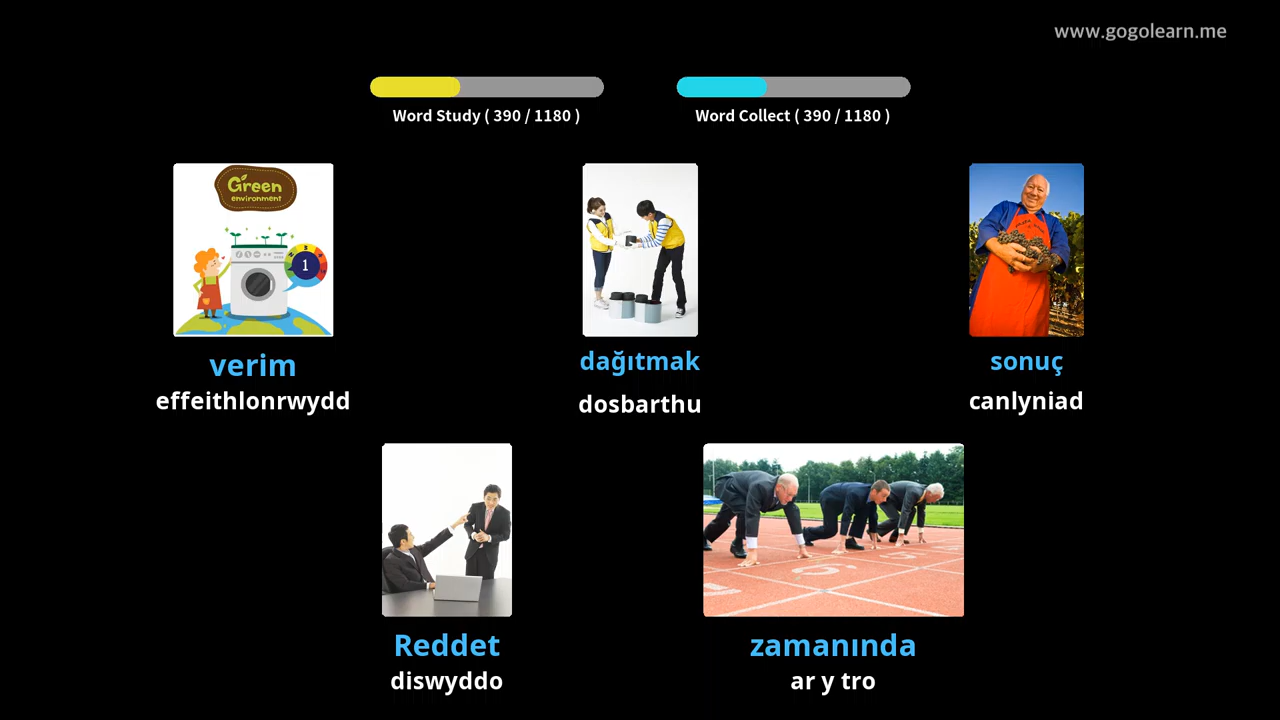 www.gogolearn.me
Word Study ( 390 / 1180 )
Word Collect ( 390 / 1180 )
Green
environment
1
verim
effeithlonrwydd
dağıtmak
dosbarthu
sonuç
canlyniad
Reddet
diswyddo
zamanında
ar y tro